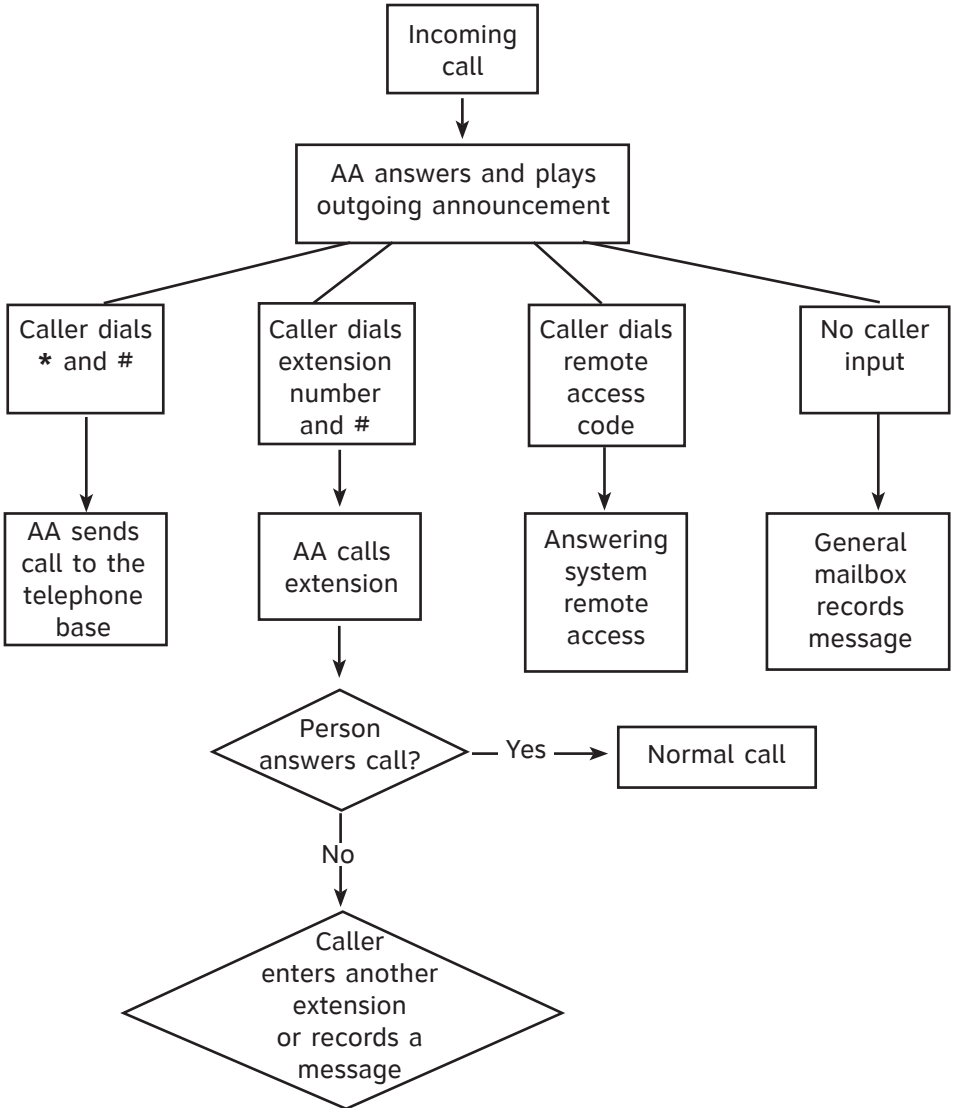 Incoming
call
AA answers and plays
outgoing announcement
Caller dials
* and #
Caller dials
extension
number
and #
Caller dials
remote
access
code
No caller
input
AA sends
call to the
telephone
base
AA calls
extension
Answering
system
remote
access
General
mailbox
records
message
Person
answers call?
Yes
Normal call
No
Caller
enters another
extension
or records a
message